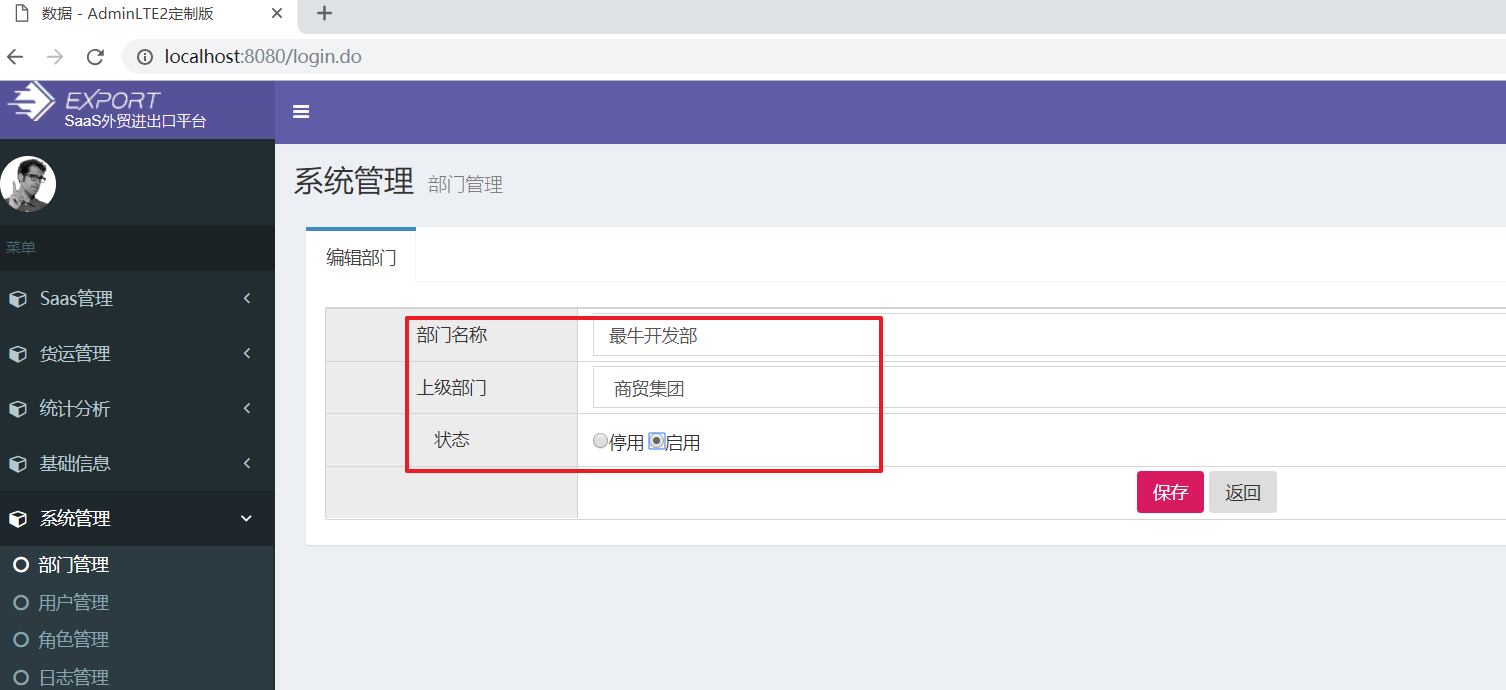 数据 - AdminLTE2定制版
localhost:8080/login.do
EXPORT
SaaS外贸进出口平台
系统管理 部门管理
菜单
编辑部门
Saas管理
货运管理
统计分析
基础信息
系统管理
部门管理
用户管理
角色管理
日志管理
部门名称 最牛开发部
上级部门 商贸集团
状态 停用 启用
保存 返回